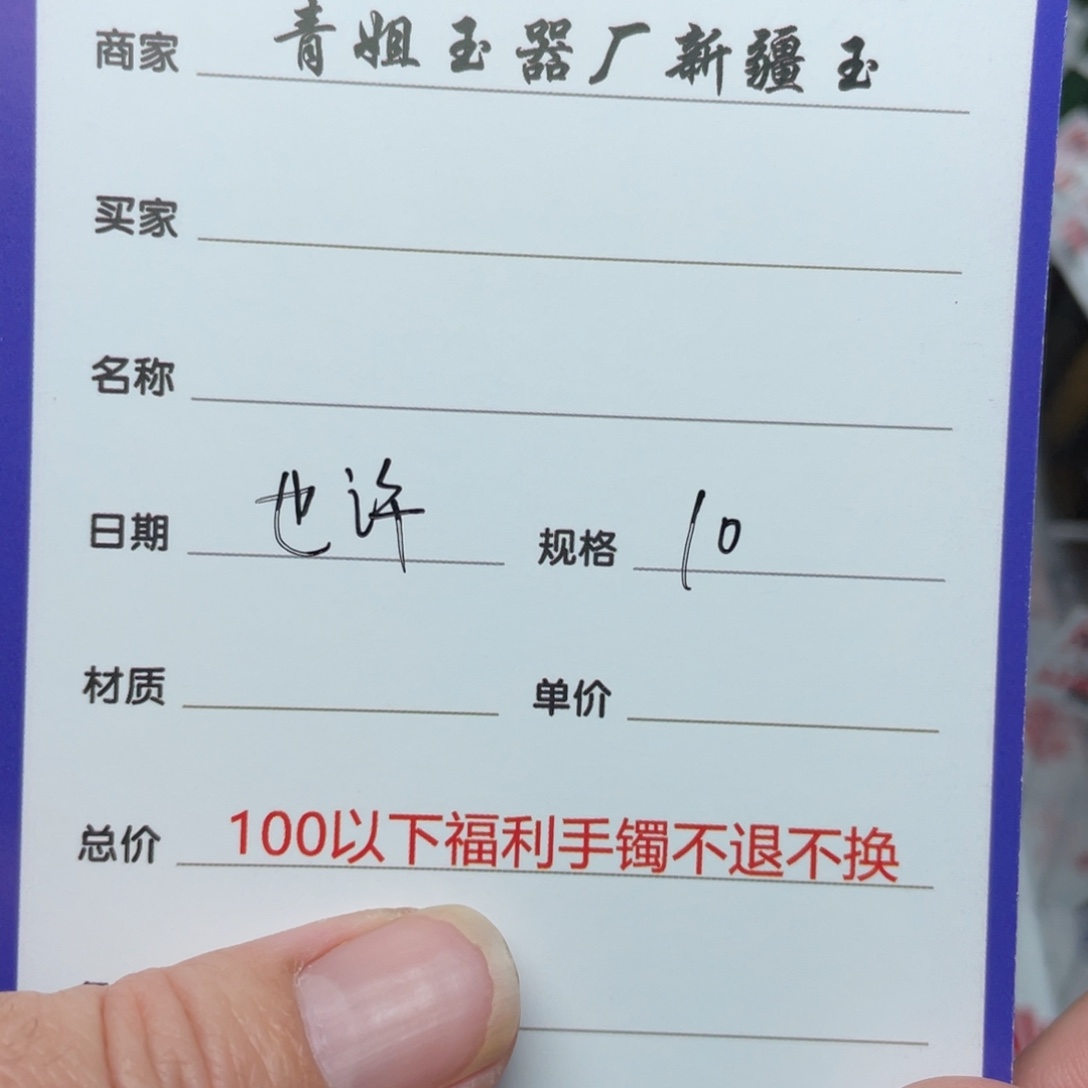 商家 青姐玉器厂新疆玉
买家
名称
日期 也许 规格 10
材质 单价
总价 100以下福利手镯不退不换